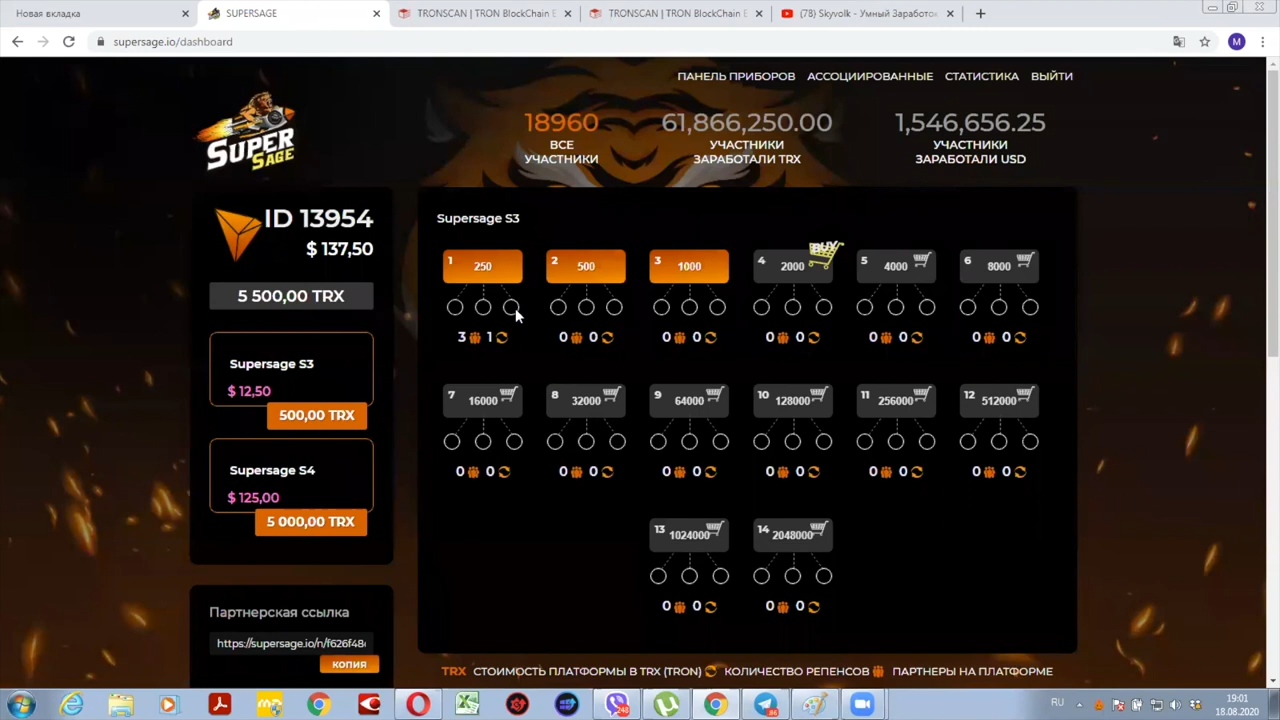 Новая вкладка
SUPERSAGE
TRONSCAN | TRON BlockChain E
TRONSCAN | TRON BlockChain E
(78) Skyvolk - Умный Заработок
supersage.io/dashboard
M
ПАНЕЛЬ ПРИБОРОВ АССОЦИИРОВАННЫЕ СТАТИСТИКА ВЫЙТИ
SUPER
SAGE
18960
ВСЕ
УЧАСТНИКИ
61,866,250.00
УЧАСТНИКИ
ЗАРАБОТАЛИ TRX
1,546,656.25
УЧАСТНИКИ
ЗАРАБОТАЛИ USD
ID 13954
$ 137,50
5 500,00 TRX
Supersage S3
$ 12,50
500,00 TRX
Supersage S4
$ 125,00
5 000,00 TRX
Партнерская ссылка
https://supersage.io/n/f626f48
КОПИЯ
Supersage S3
1 250
2 500
3 1000
4 2000 BUY
5 4000
6 8000
3 1
0 0
0 0
0 0
0 0
0 0
7 16000
8 32000
9 64000
10 128000
11 256000
12 512000
0 0
0 0
0 0
0 0
0 0
0 0
13 1024000
14 2048000
0 0
0 0
TRX СТОИМОСТЬ ПЛАТФОРМЫ В TRX (TRON) КОЛИЧЕСТВО РЕПЕНСОВ ПАРТНЕРЫ НА ПЛАТФОРМЕ
RU
19:01
18.08.2020